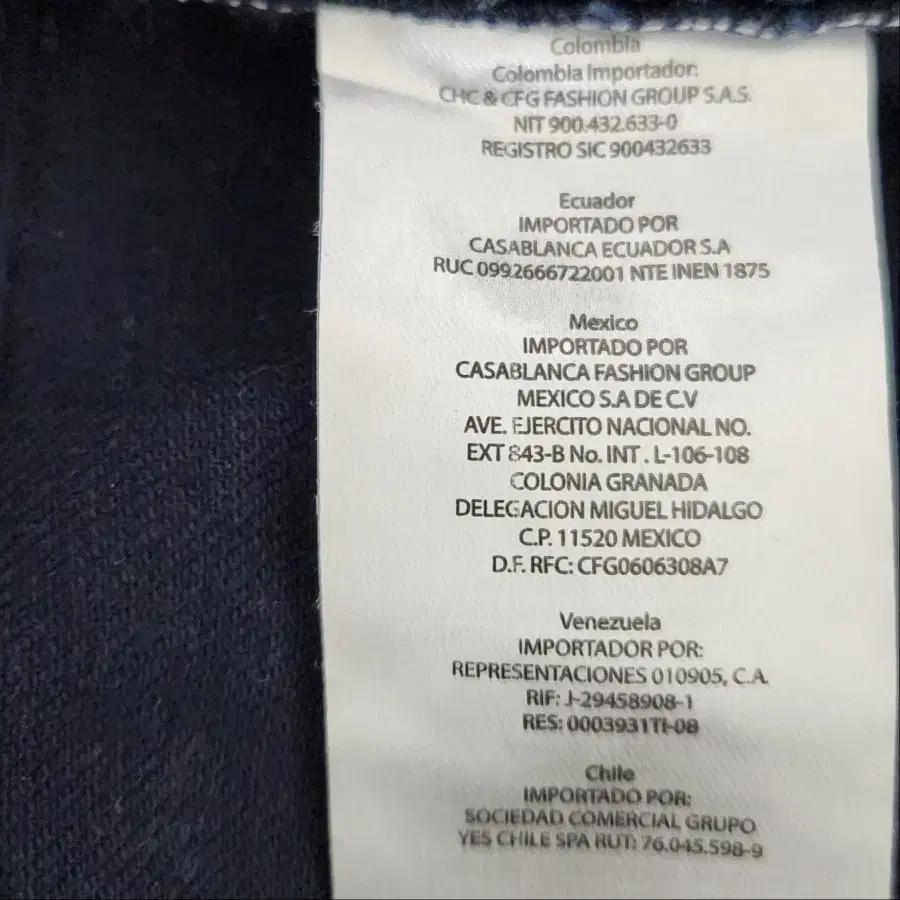 Colombia
Colombia Importador:
CHC & CFG FASHION GROUP S.A.S.
NIT 900.432.633-0
REGISTRO SIC 900432633
Ecuador
IMPORTADO POR
CASABLANCA ECUADOR S.A
RUC 0992666722001 NTE INEN 1875
Mexico
IMPORTADO POR
CASABLANCA FASHION GROUP
MEXICO S.A DE C.V
AVE. EJERCITO NACIONAL NO.
EXT 843-B No. INT . L-106-108
COLONIA GRANADA
DELEGACION MIGUEL HIDALGO
C.P. 11520 MEXICO
D.F. RFC: CFG0606308A7
Venezuela
IMPORTADOR POR:
REPRESENTACIONES 010905, C.A.
RIF: J-29458908-1
RES: 0003931TI-08
Chile
IMPORTADO POR:
SOCIEDAD COMERCIAL GRUPO
YES CHILE SPA RUT: 76.045.598-9